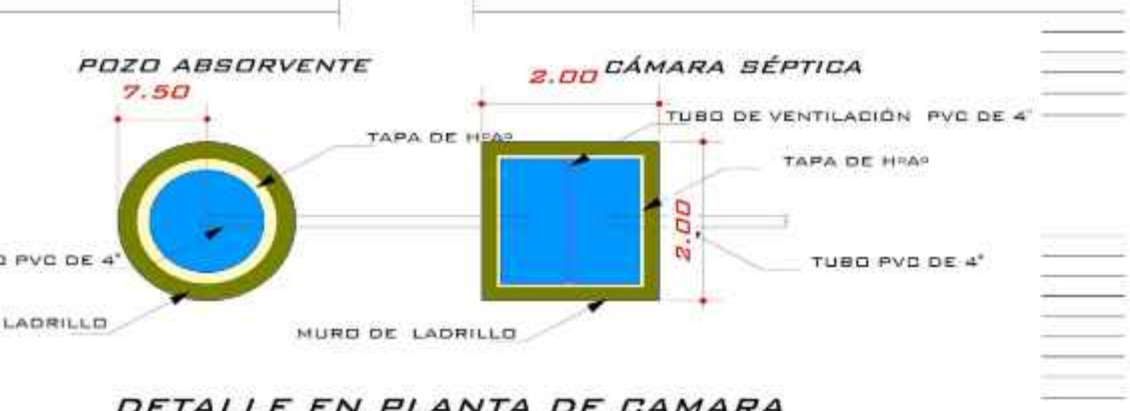 POZO ABSORVENTE
7.50
CÁMARA SÉPTICA
2.00
TUBO DE VENTILACIÓN PVC DE 4"
TAPA DE HºAº
TAPA DE HºAº
2.00
PVC DE 4"
TUBO PVC DE 4"
LADRILLO
MURO DE LADRILLO
DETALLE EN PLANTA DE CAMARA